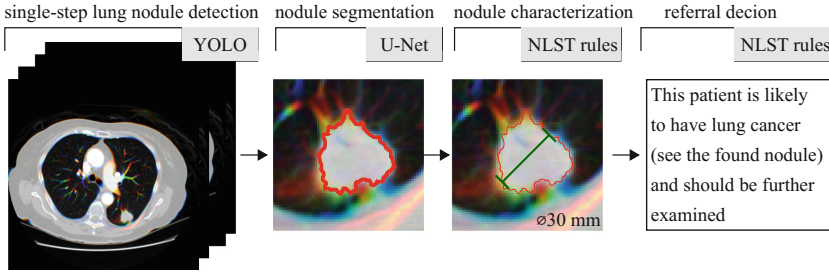 single-step lung nodule detection
YOLO
nodule segmentation
U-Net
nodule characterization
NLST rules
referral decion
NLST rules
⌀30 mm
This patient is likely
to have lung cancer
(see the found nodule)
and should be further
examined